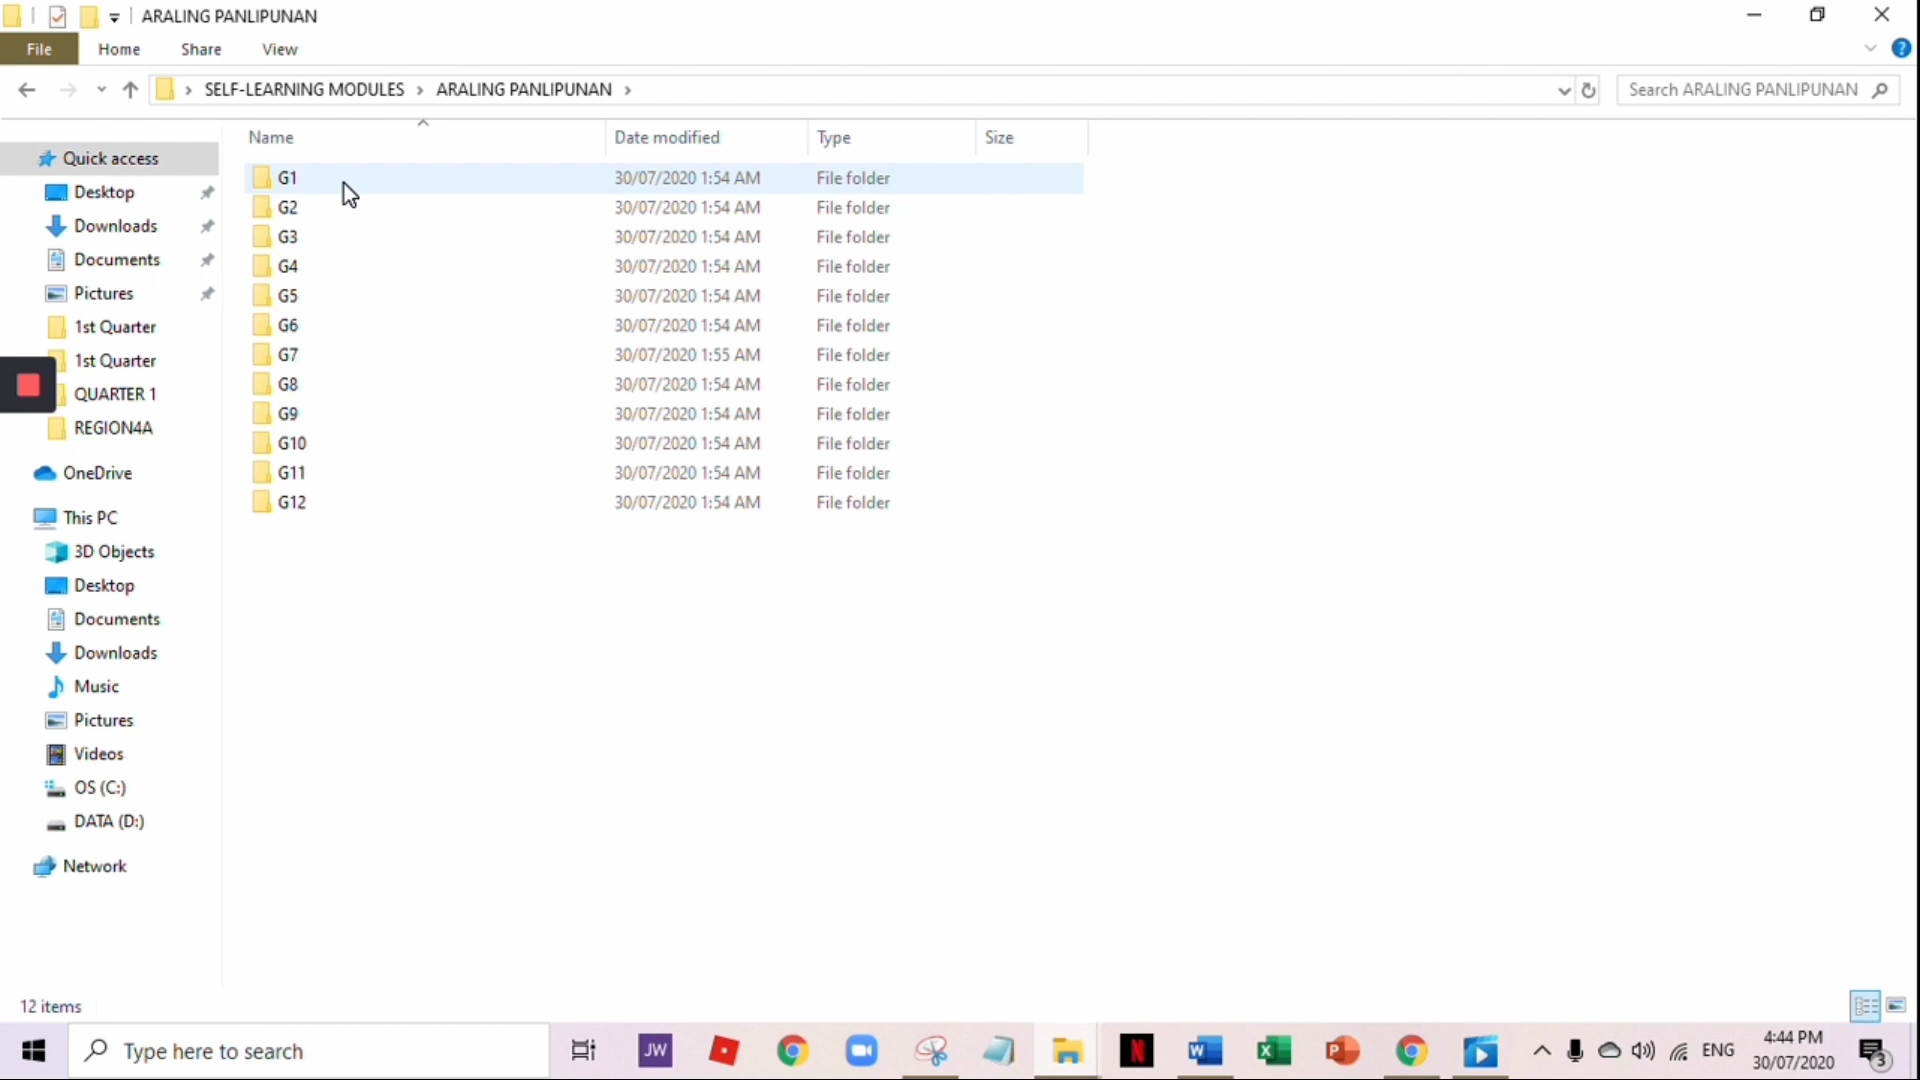 ARALING PANLIPUNAN
File Home Share View
SELF-LEARNING MODULES > ARALING PANLIPUNAN >
Search ARALING PANLIPUNAN
Name Date modified Type Size
Quick access
Desktop
Downloads
Documents
Pictures
1st Quarter
1st Quarter
QUARTER 1
REGION4A
OneDrive
This PC
3D Objects
Desktop
Documents
Downloads
Music
Pictures
Videos
OS (C:)
DATA (D:)
Network
G1 30/07/2020 1:54 AM File folder
G2 30/07/2020 1:54 AM File folder
G3 30/07/2020 1:54 AM File folder
G4 30/07/2020 1:54 AM File folder
G5 30/07/2020 1:54 AM File folder
G6 30/07/2020 1:54 AM File folder
G7 30/07/2020 1:55 AM File folder
G8 30/07/2020 1:54 AM File folder
G9 30/07/2020 1:54 AM File folder
G10 30/07/2020 1:54 AM File folder
G11 30/07/2020 1:54 AM File folder
G12 30/07/2020 1:54 AM File folder
12 items
Type here to search
JW
N
W
X
P
ENG
4:44 PM
30/07/2020
3